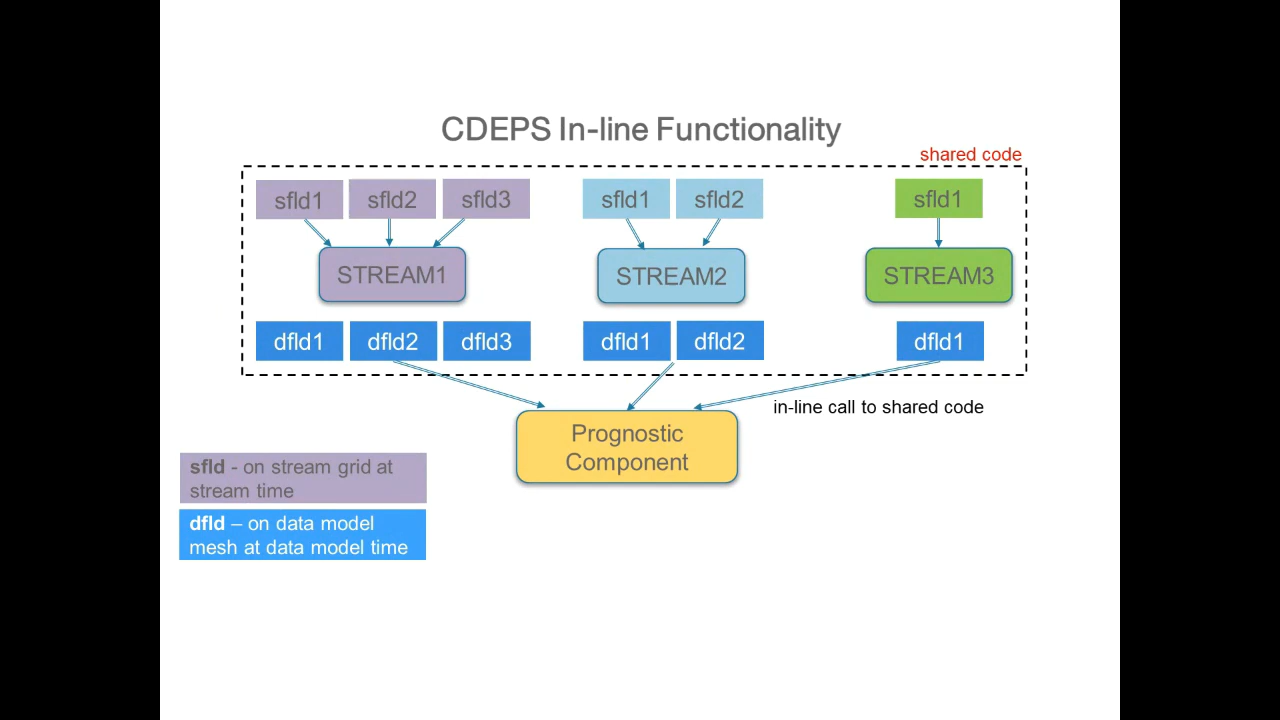 CDEPS In-line Functionality
shared code
sfld1 sfld2 sfld3 sfld1 sfld2 sfld1
STREAM1 STREAM2 STREAM3
dfld1 dfld2 dfld3 dfld1 dfld2 dfld1
in-line call to shared code
Prognostic
Component
sfld - on stream grid at
stream time
dfld – on data model
mesh at data model time